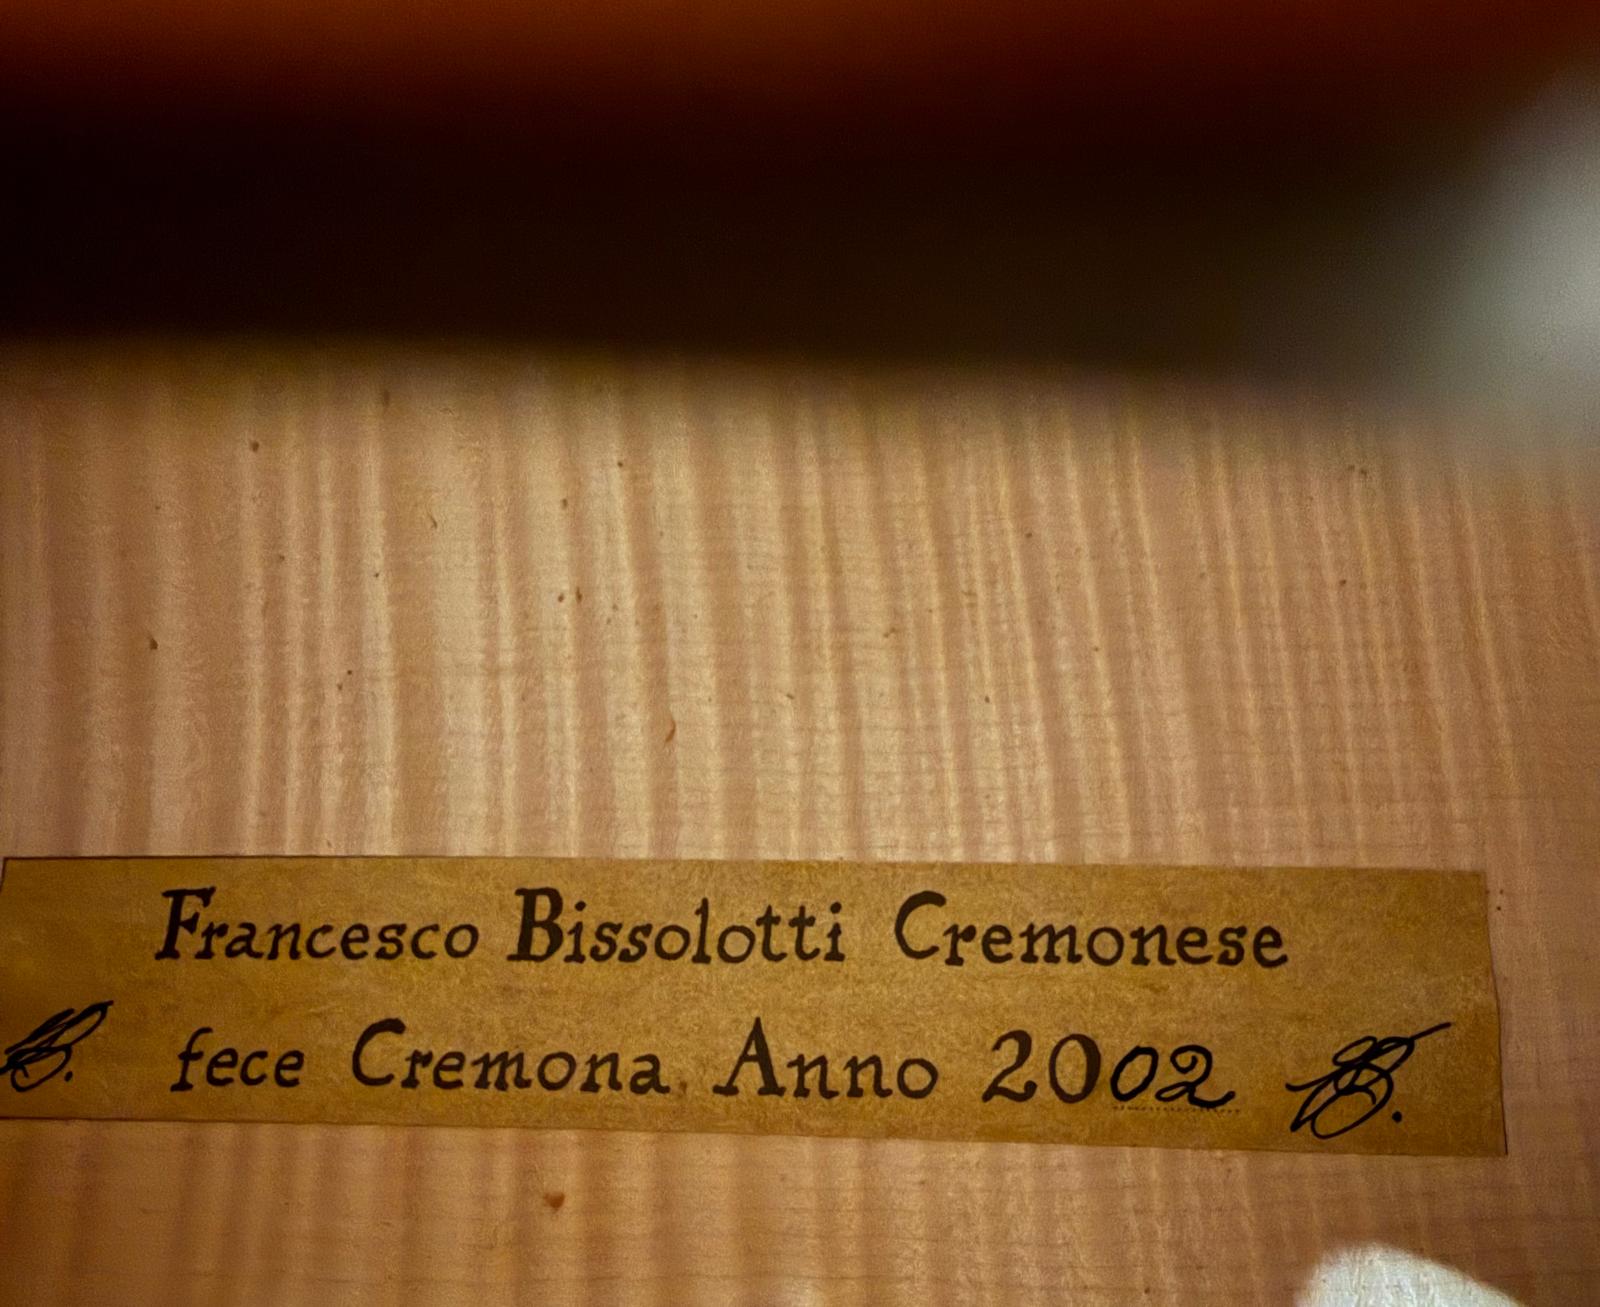 Francesco Bissolotti Cremonese
fece Cremona Anno 2002